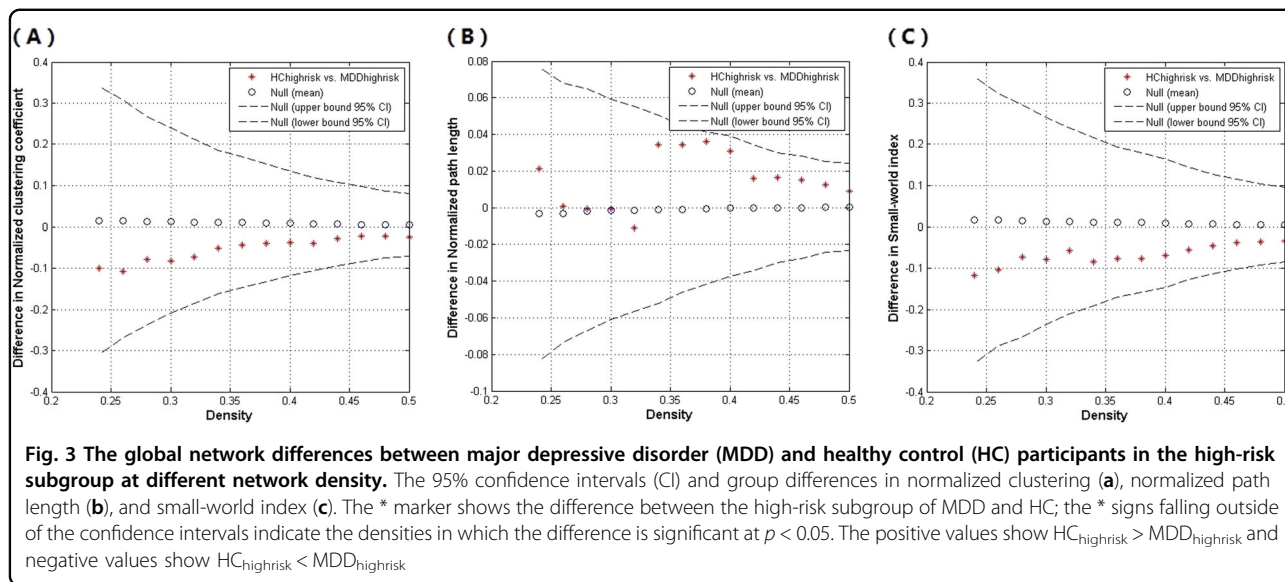 (A)
0.4
0.3
0.2
0.1
0
-0.1
-0.2
-0.3
-0.4
Difference in Normalized clustering coefficient
HChighrisk vs. MDDhighrisk
Null (mean)
Null (upper bound 95% CI)
Null (lower bound 95% CI)
0.2 0.25 0.3 0.35 0.4 0.45 0.5
Density
(B)
0.08
0.06
0.04
0.02
0
-0.02
-0.04
-0.06
-0.08
-0.1
Difference in Normalized path length
HChighrisk vs. MDDhighrisk
Null (mean)
Null (upper bound 95% CI)
Null (lower bound 95% CI)
0.2 0.25 0.3 0.35 0.4 0.45 0.5
Density
(C)
0.4
0.3
0.2
0.1
0
-0.1
-0.2
-0.3
-0.4
Difference in Small-world index
HChighrisk vs. MDDhighrisk
Null (mean)
Null (upper bound 95% CI)
Null (lower bound 95% CI)
0.2 0.25 0.3 0.35 0.4 0.45 0.5
Density
Fig. 3 The global network differences between major depressive disorder (MDD) and healthy control (HC) participants in the high-risk
subgroup at different network density. The 95% confidence intervals (CI) and group differences in normalized clustering (a), normalized path
length (b), and small-world index (c). The * marker shows the difference between the high-risk subgroup of MDD and HC; the * signs falling outside
of the confidence intervals indicate the densities in which the difference is significant at p < 0.05. The positive values show HChighrisk > MDDhighrisk and
negative values show HChighrisk < MDDhighrisk